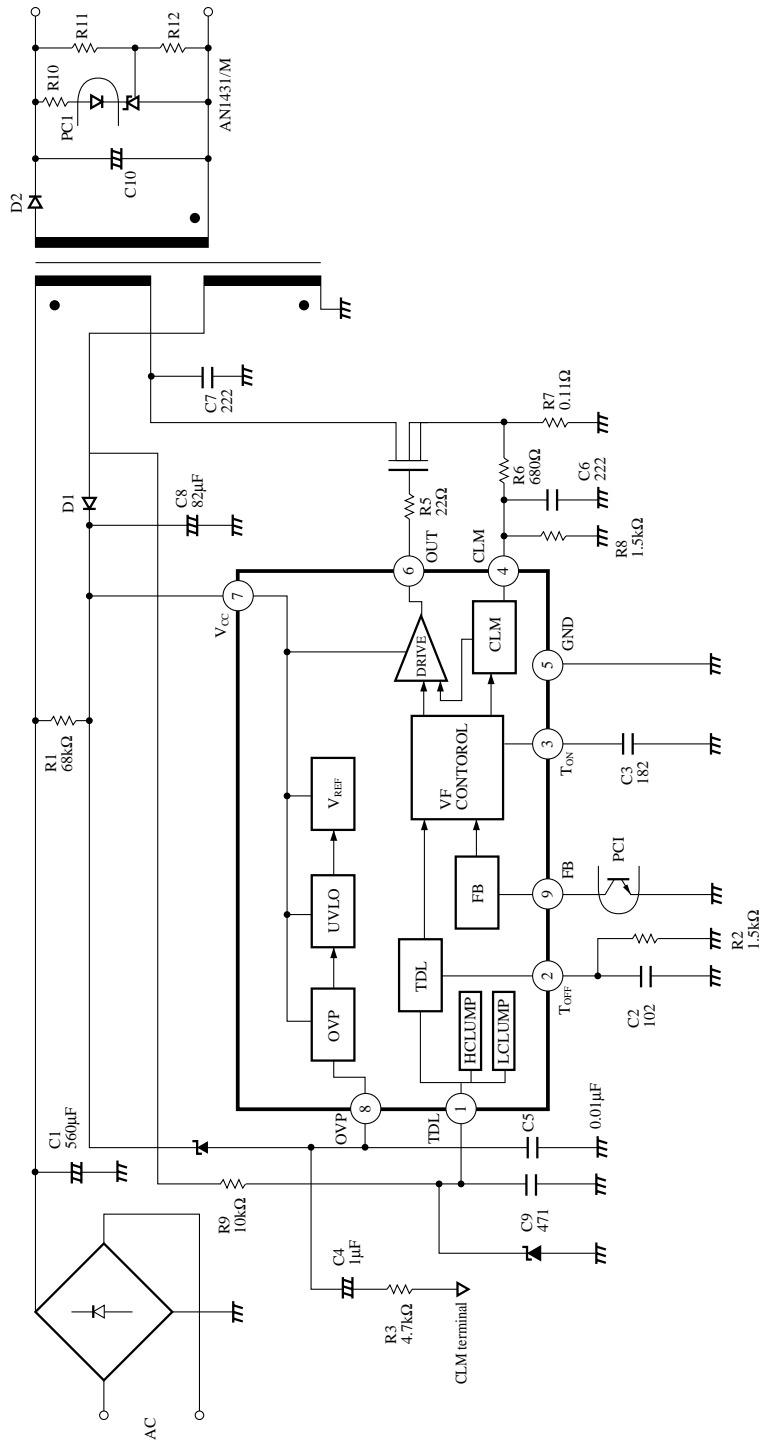 AC
C1
560µF
R1
68kΩ
D1
C8
82µF
C7
222
D2
C10
PC1
R10
R11
R12
AN1431/M
R9
10kΩ
C4
1µF
R3
4.7kΩ
CLM terminal
C9
471
C5
0.01µF
OVP
8
TDL
1
OVP
UVLO
VREF
VCC
7
HCLUMP
LCLUMP
TDL
FB
VF
CONTOROL
DRIVE
CLM
6
OUT
R5
22Ω
CLM
4
R6
680Ω
R7
0.11Ω
C6
222
R8
1.5kΩ
5
GND
3
TON
C3
182
9
FB
PCI
2
TOFF
C2
102
R2
1.5kΩ